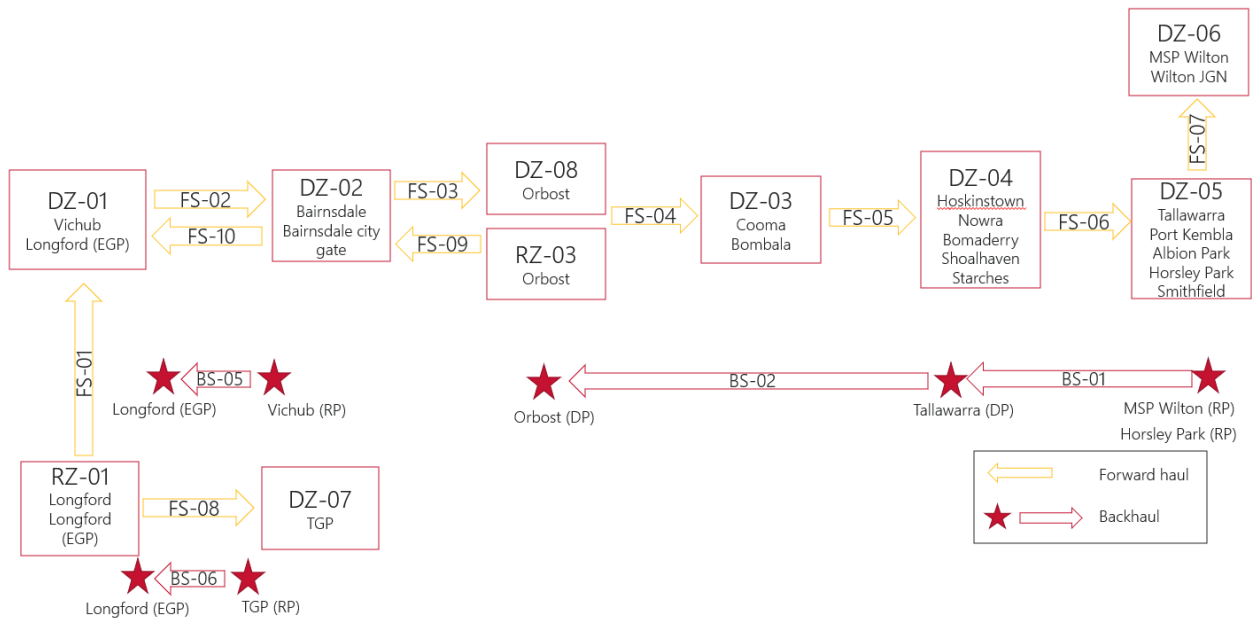 DZ-06
MSP Wilton
Wilton JGN
FS-07
DZ-01
Vichub
Longford (EGP)
FS-02
FS-10
DZ-02
Bairnsdale
Bairnsdale city
gate
FS-03
FS-09
DZ-08
Orbost
RZ-03
Orbost
FS-04
DZ-03
Cooma
Bombala
FS-05
DZ-04
Hoskinstown
Nowra
Bomaderry
Shoalhaven
Starches
FS-06
DZ-05
Tallawarra
Port Kembla
Albion Park
Horsley Park
Smithfield
FS-01
BS-05
Longford (EGP)
Vichub (RP)
BS-02
Orbost (DP)
BS-01
Tallawarra (DP)
MSP Wilton (RP)
Horsley Park (RP)
RZ-01
Longford
Longford
(EGP)
FS-08
DZ-07
TGP
BS-06
Longford (EGP)
TGP (RP)
Forward haul
Backhaul